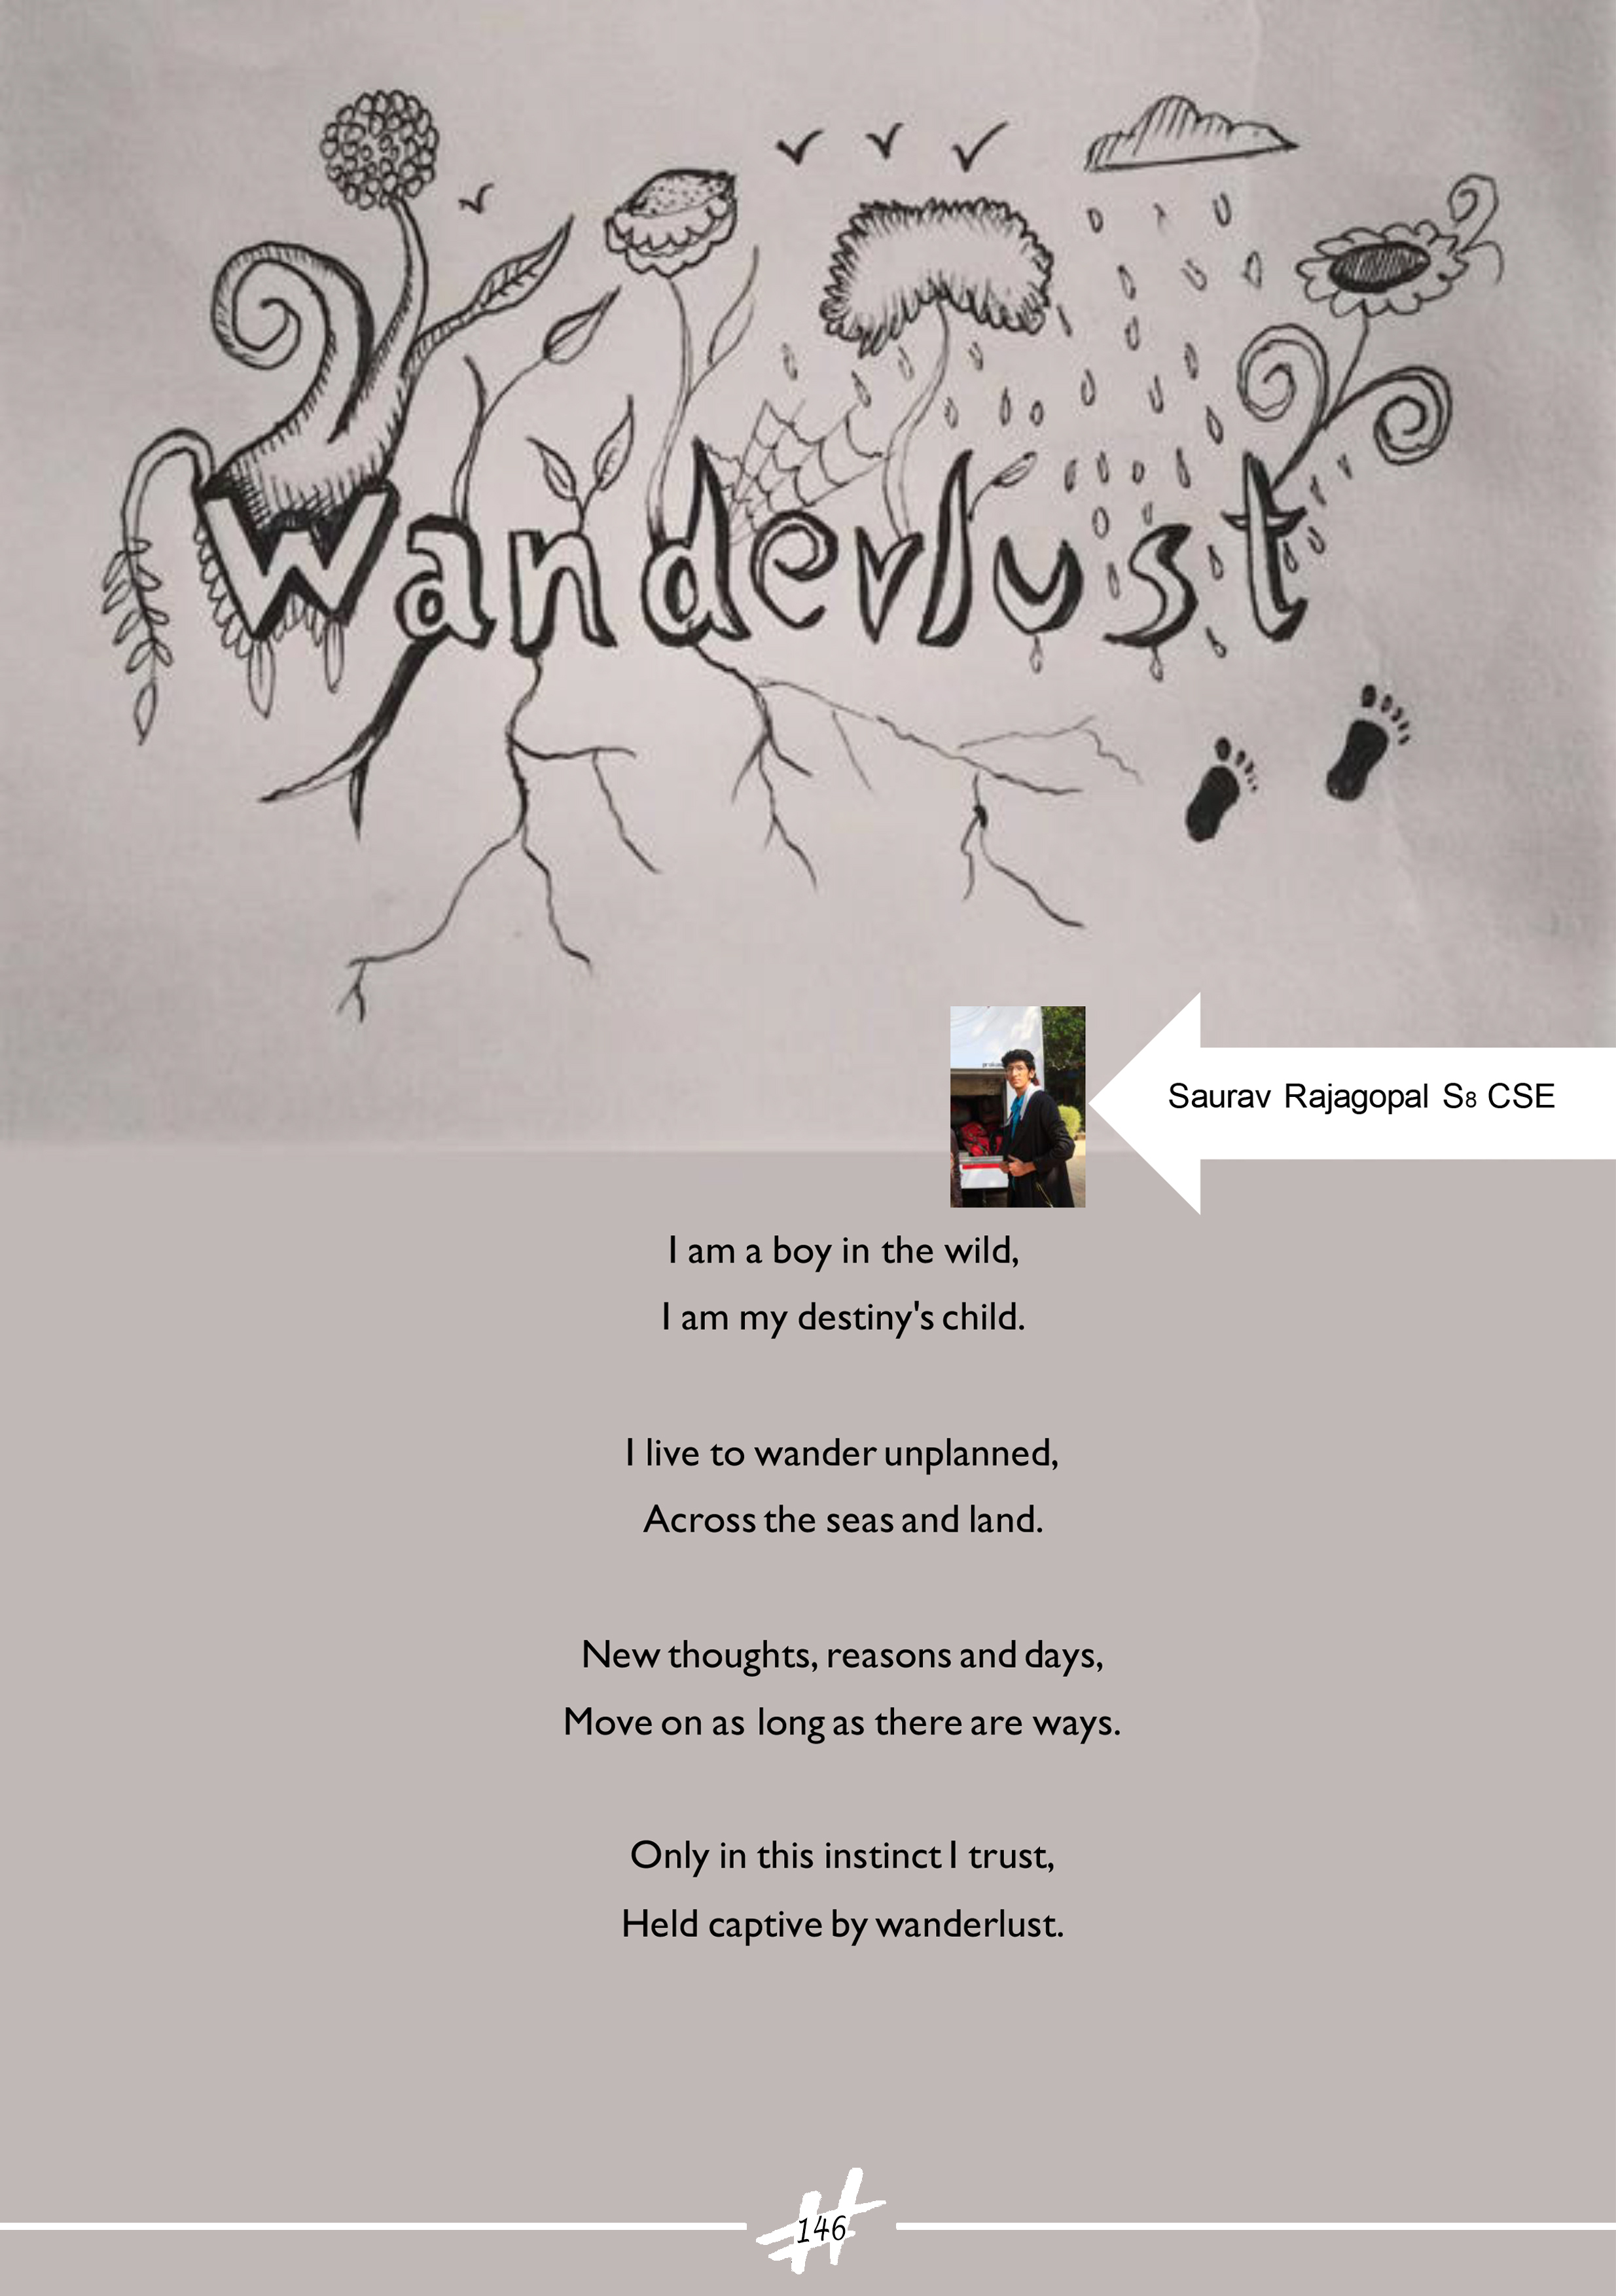 Wanderlust
Saurav Rajagopal S8 CSE
I am a boy in the wild,
I am my destiny's child.
I live to wander unplanned,
Across the seas and land.
New thoughts, reasons and days,
Move on as long as there are ways.
Only in this instinct I trust,
Held captive by wanderlust.
146